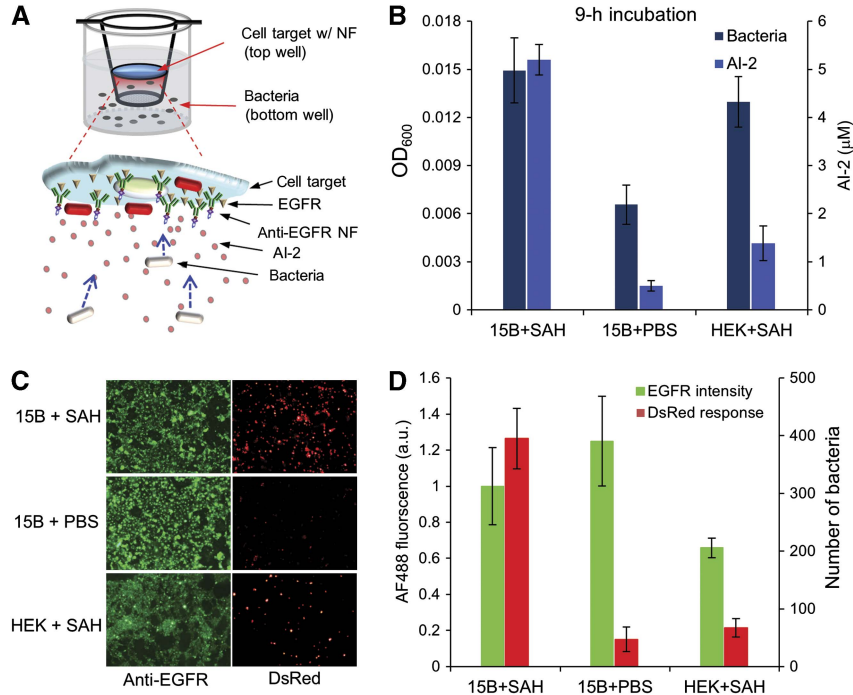 A
Cell target w/ NF
(top well)
Bacteria
(bottom well)
Cell target
EGFR
Anti-EGFR NF
AI-2
Bacteria
B
9-h incubation
Bacteria
AI-2
OD600
0.018
0.015
0.012
0.009
0.006
0.003
0
AI-2 (μM)
6
5
4
3
2
1
0
15B+SAH
15B+PBS
HEK+SAH
C
15B + SAH
15B + PBS
HEK + SAH
Anti-EGFR
DsRed
D
EGFR intensity
DsRed response
AF488 fluorescence (a.u.)
1.6
1.4
1.2
1
0.8
0.6
0.4
0.2
0
Number of bacteria
500
400
300
200
100
0
15B+SAH
15B+PBS
HEK+SAH